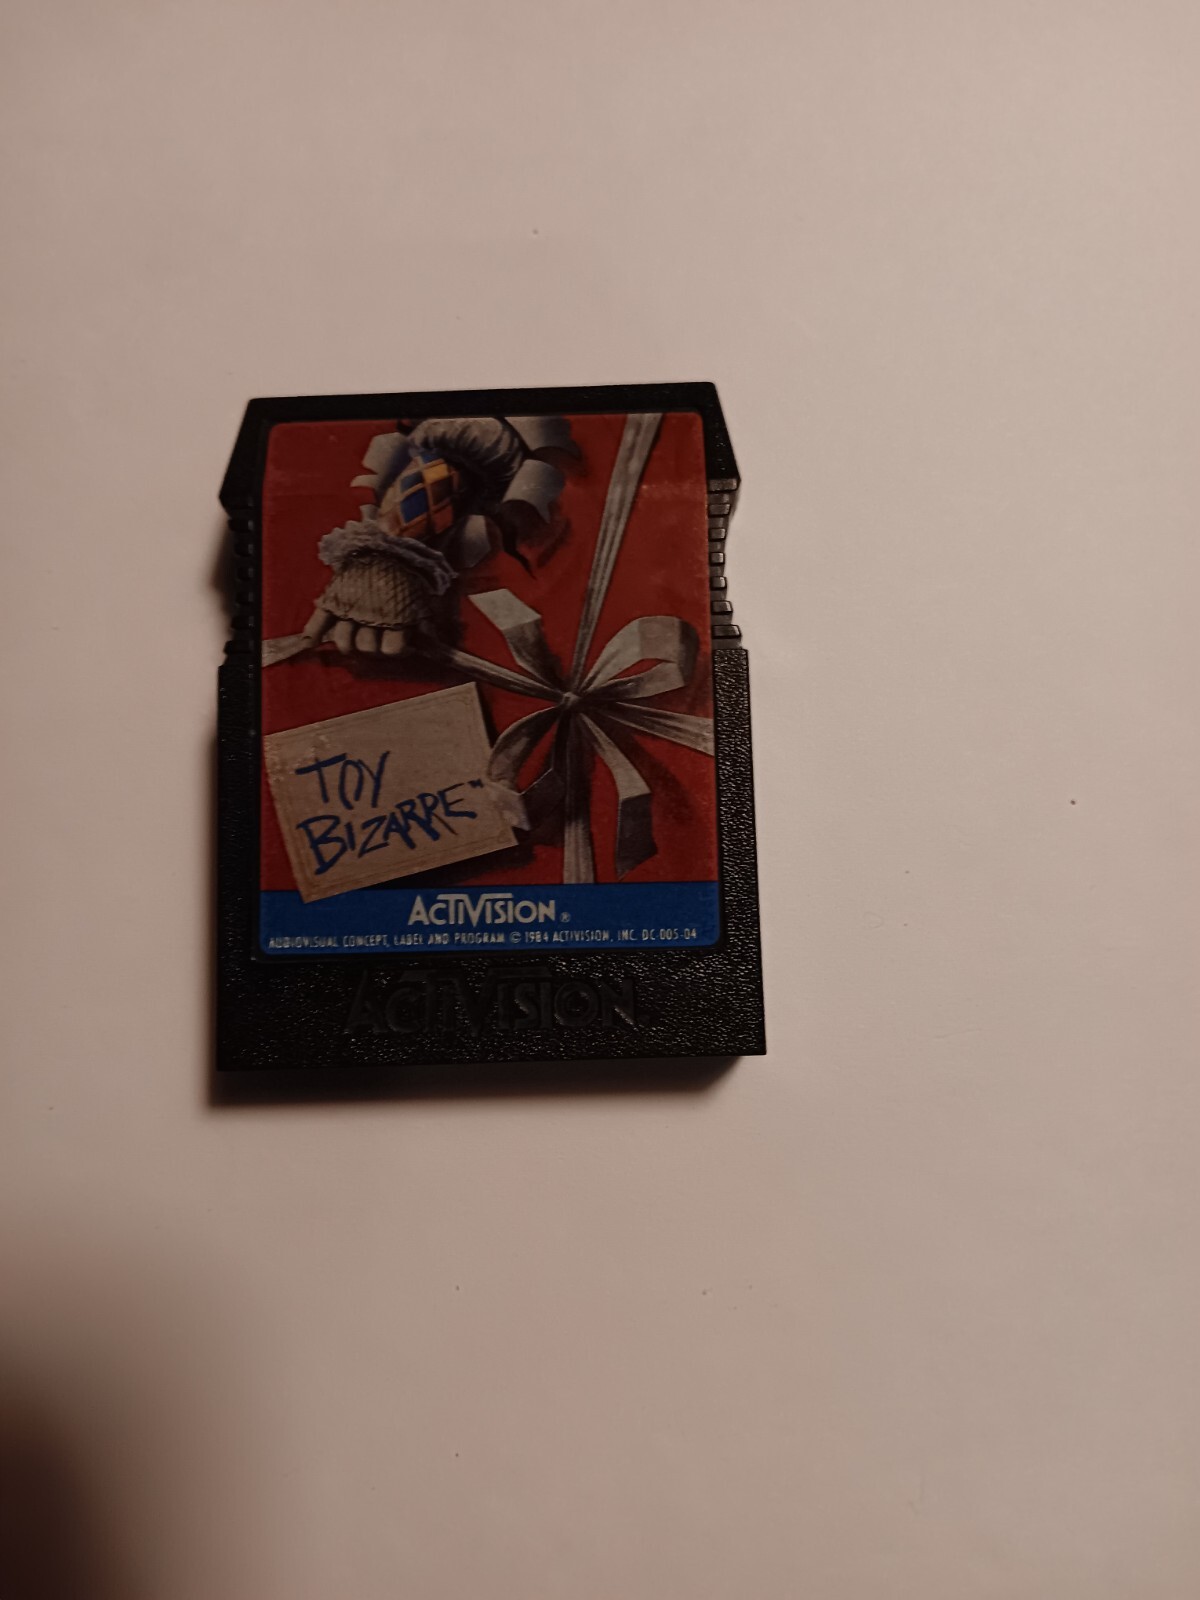 TOY
BIZARRE™
ACTIVISION®
AUDIOVISUAL CONCEPT, LABEL AND PROGRAM © 1984 ACTIVISION, INC. DC-005-04
ACTIVISION